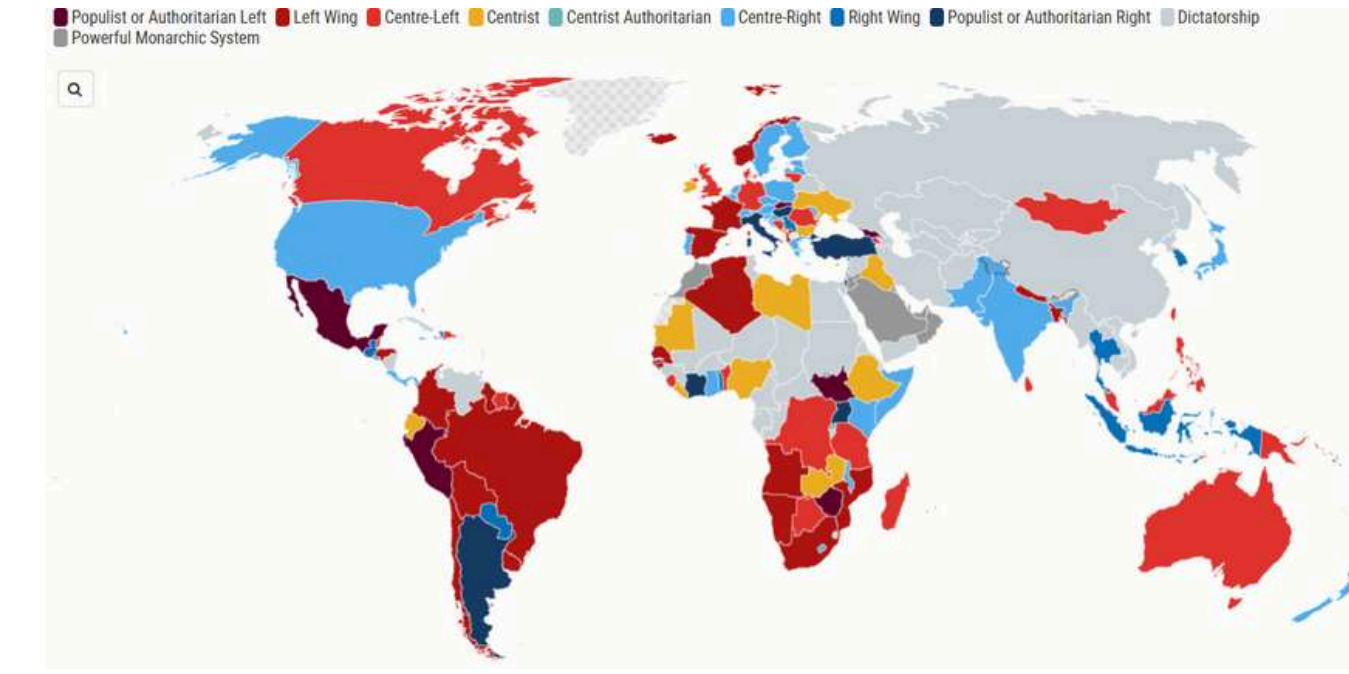 Populist or Authoritarian Left Left Wing Centre-Left Centrist Centrist Authoritarian Centre-Right Right Wing Populist or Authoritarian Right Dictatorship
Powerful Monarchic System